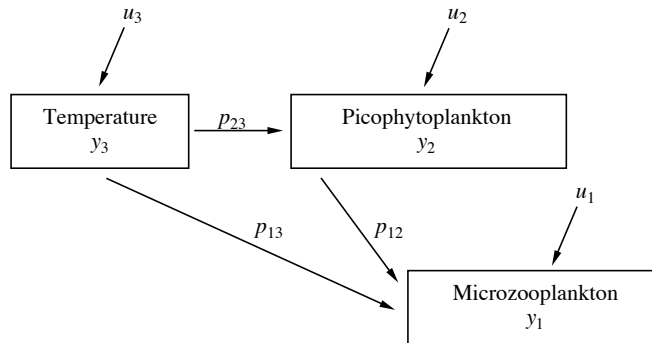 u₃
u₂
Temperature
y₃
p₂₃
Picophytoplankton
y₂
u₁
p₁₃
p₁₂
Microzooplankton
y₁